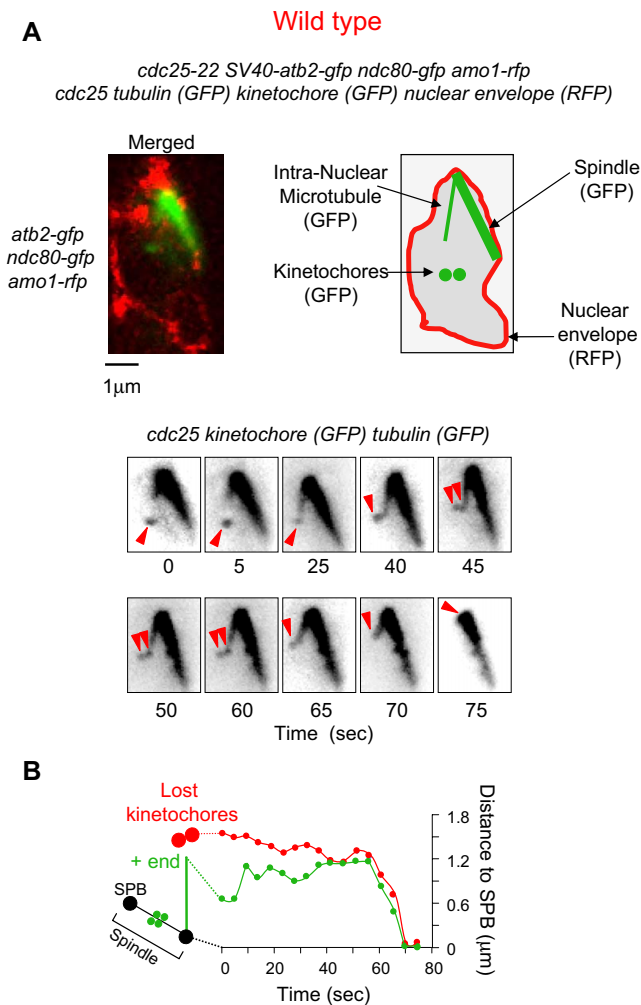 Wild type
A
cdc25-22 SV40-atb2-gfp ndc80-gfp amo1-rfp
cdc25 tubulin (GFP) kinetochore (GFP) nuclear envelope (RFP)
Merged
atb2-gfp
ndc80-gfp
amo1-rfp
1μm
Intra-Nuclear
Microtubule
(GFP)
Spindle
(GFP)
Kinetochores
(GFP)
Nuclear
envelope
(RFP)
cdc25 kinetochore (GFP) tubulin (GFP)
0 5 25 40 45
50 60 65 70 75
Time (sec)
B
Lost
kinetochores
+ end
SPB
Spindle
1.8
1.2
0.6
0
Distance to SPB (μm)
0 20 40 60 80
Time (sec)